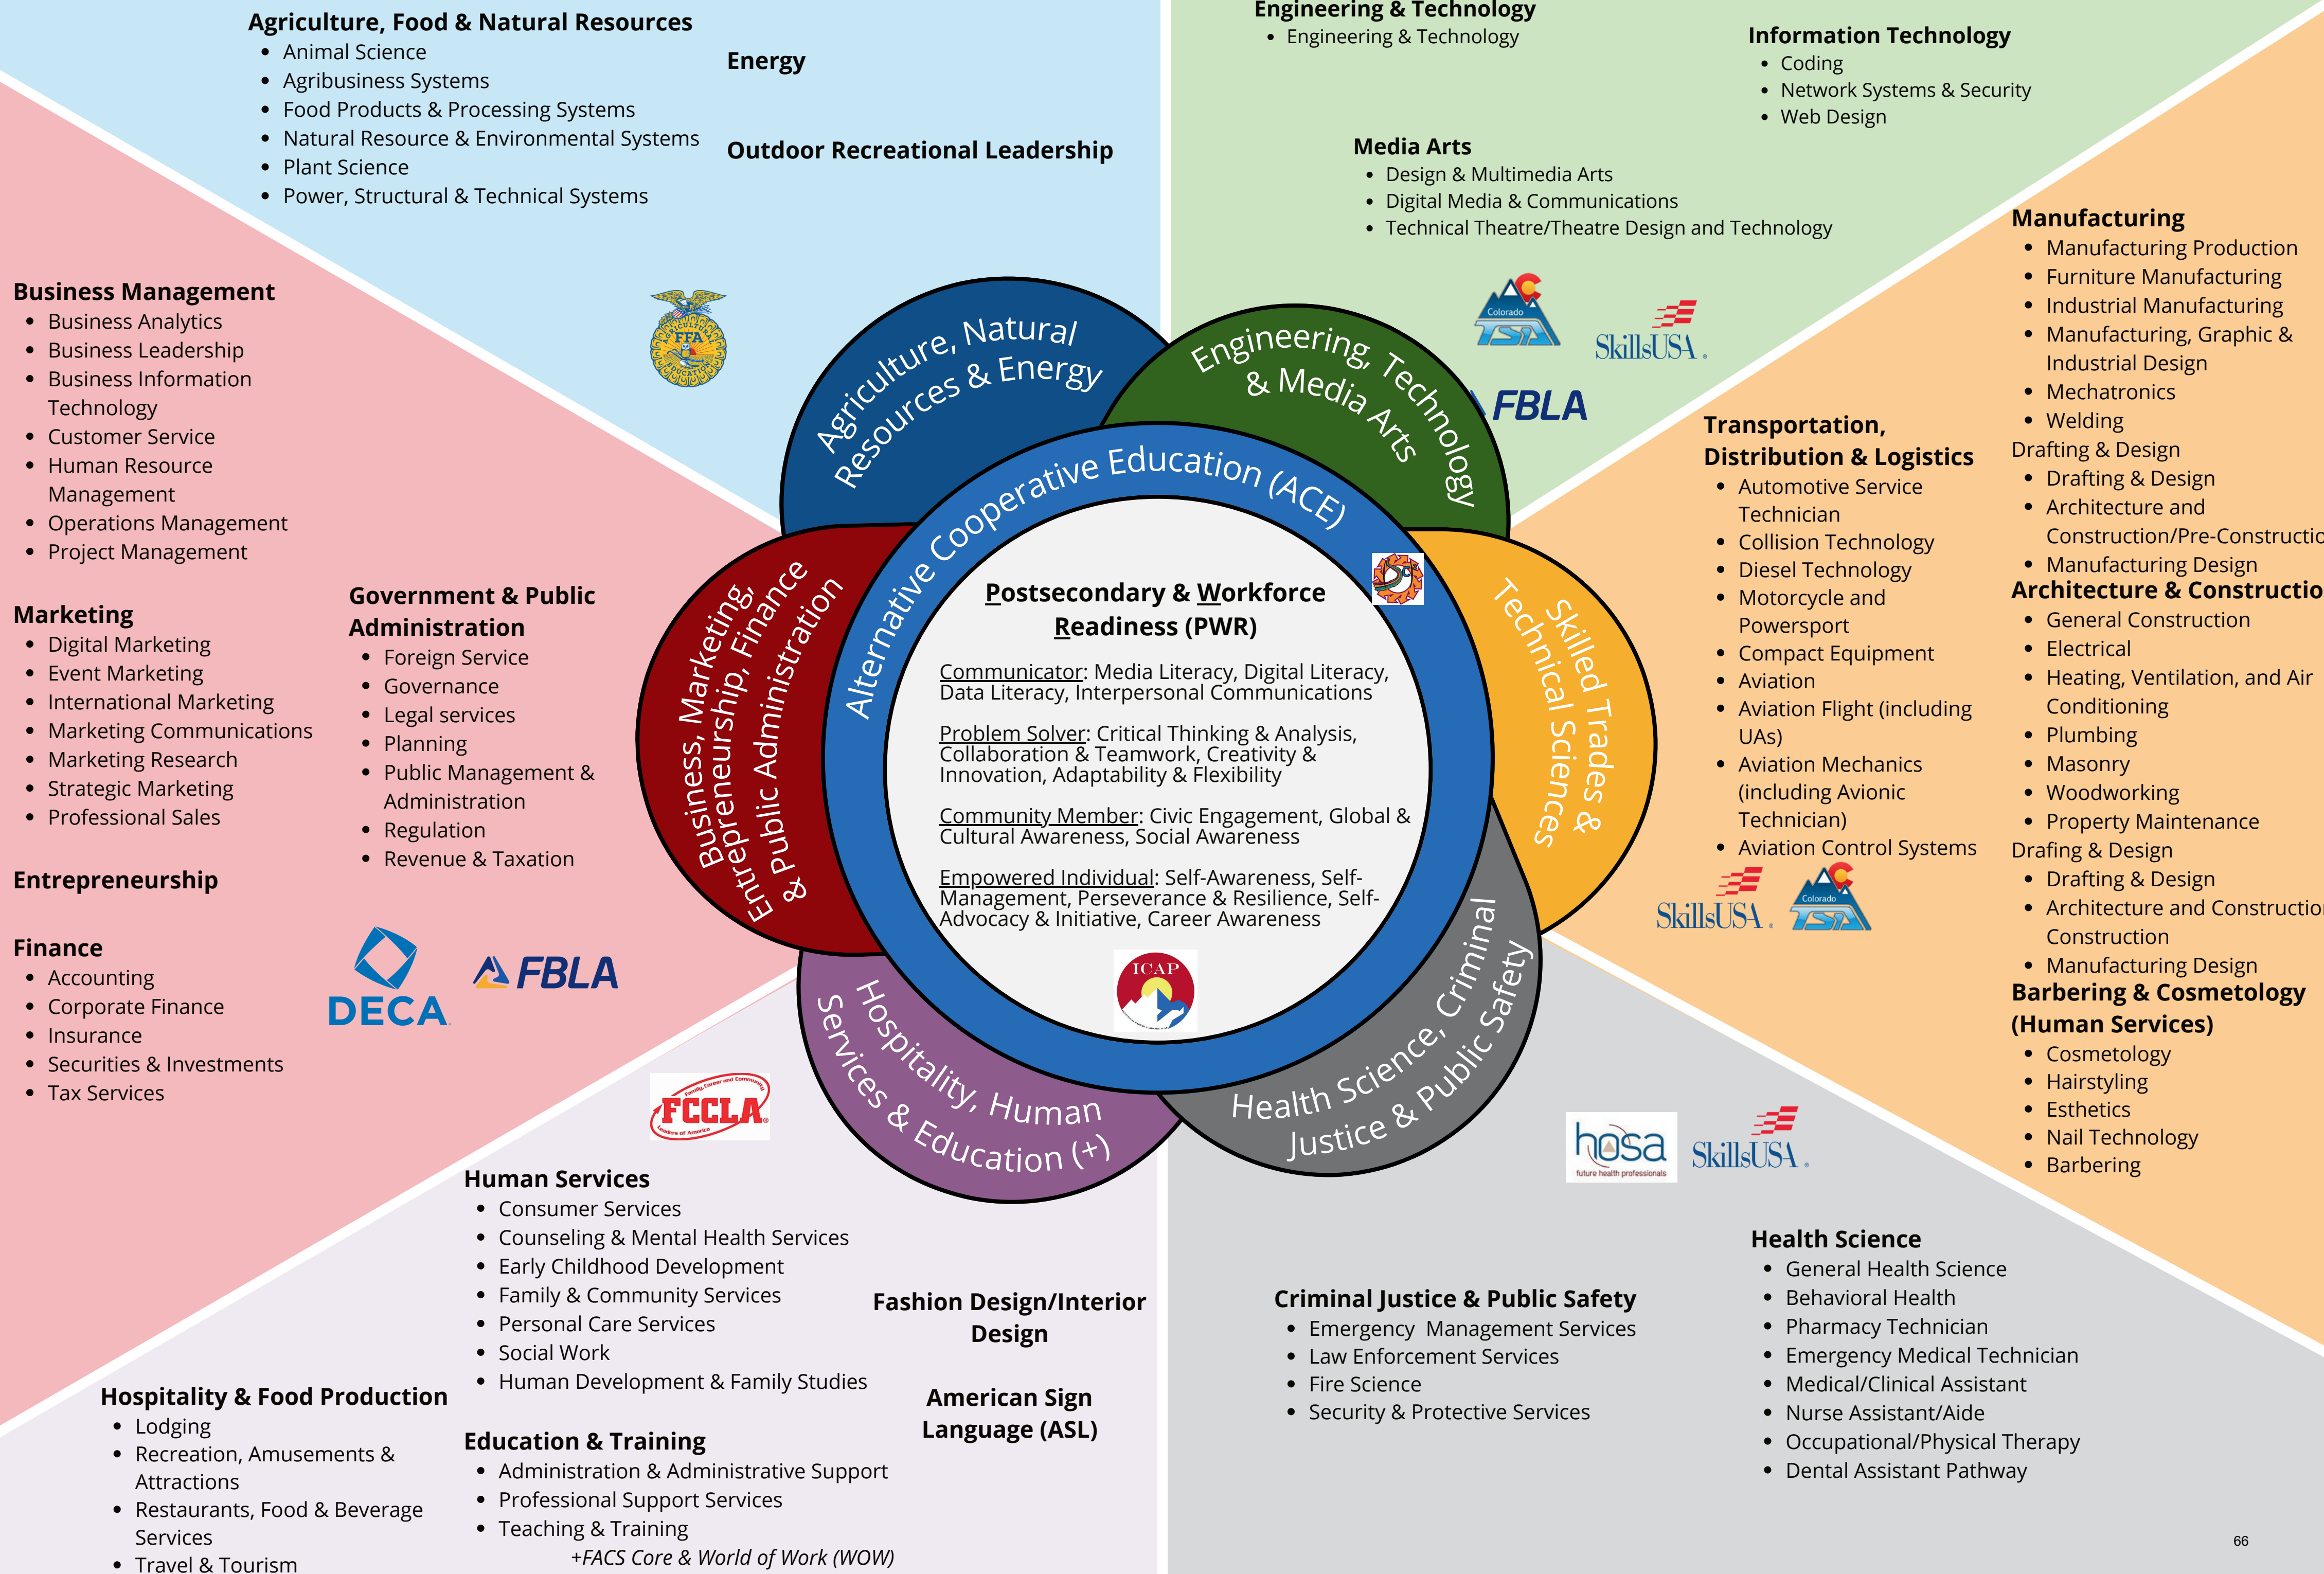 Agriculture, Food & Natural Resources
• Animal Science
• Agribusiness Systems
• Food Products & Processing Systems
• Natural Resource & Environmental Systems
• Plant Science
• Power, Structural & Technical Systems
Energy
Outdoor Recreational Leadership
Engineering & Technology
• Engineering & Technology
Information Technology
• Coding
• Network Systems & Security
• Web Design
Media Arts
• Design & Multimedia Arts
• Digital Media & Communications
• Technical Theatre/Theatre Design and Technology
Business Management
• Business Analytics
• Business Leadership
• Business Information
Technology
• Customer Service
• Human Resource
Management
• Operations Management
• Project Management
Marketing
• Digital Marketing
• Event Marketing
• International Marketing
• Marketing Communications
• Marketing Research
• Strategic Marketing
• Professional Sales
Entrepreneurship
Finance
• Accounting
• Corporate Finance
• Insurance
• Securities & Investments
• Tax Services
Government & Public
Administration
• Foreign Service
• Governance
• Legal services
• Planning
• Public Management &
Administration
• Regulation
• Revenue & Taxation
DECA
FBLA
FFA
Agriculture, Natural
Resources & Energy
Engineering, Technology
& Media Arts
Colorado
TSA
SkillsUSA
FBLA
Business, Marketing,
Entrepreneurship, Finance
& Public Administration
Alternative Cooperative Education (ACE)
Postsecondary & Workforce
Readiness (PWR)
Communicator: Media Literacy, Digital Literacy,
Data Literacy, Interpersonal Communications
Problem Solver: Critical Thinking & Analysis,
Collaboration & Teamwork, Creativity &
Innovation, Adaptability & Flexibility
Community Member: Civic Engagement, Global &
Cultural Awareness, Social Awareness
Empowered Individual: Self-Awareness, Self-
Management, Perseverance & Resilience, Self-
Advocacy & Initiative, Career Awareness
ICAP
Skilled Trades &
Technical Sciences
Hospitality, Human
Services & Education (+)
Health Science, Criminal
Justice & Public Safety
Transportation,
Distribution & Logistics
• Automotive Service
Technician
• Collision Technology
• Diesel Technology
• Motorcycle and
Powersport
• Compact Equipment
• Aviation
• Aviation Flight (including
UAs)
• Aviation Mechanics
(including Avionic
Technician)
• Aviation Control Systems
SkillsUSA
Colorado
TSA
Manufacturing
• Manufacturing Production
• Furniture Manufacturing
• Industrial Manufacturing
• Manufacturing, Graphic &
Industrial Design
• Mechatronics
• Welding
Drafting & Design
• Drafting & Design
• Architecture and
Construction/Pre-Constructio
• Manufacturing Design
Architecture & Constructio
• General Construction
• Electrical
• Heating, Ventilation, and Air
Conditioning
• Plumbing
• Masonry
• Woodworking
• Property Maintenance
Drafing & Design
• Drafting & Design
• Architecture and Construction
Construction
• Manufacturing Design
Barbering & Cosmetology
(Human Services)
• Cosmetology
• Hairstyling
• Esthetics
• Nail Technology
• Barbering
Family, Career and Community
FCCLA
Leaders of America
Human Services
• Consumer Services
• Counseling & Mental Health Services
• Early Childhood Development
• Family & Community Services
• Personal Care Services
• Social Work
• Human Development & Family Studies
Fashion Design/Interior
Design
American Sign
Language (ASL)
Hospitality & Food Production
• Lodging
• Recreation, Amusements &
Attractions
• Restaurants, Food & Beverage
Services
• Travel & Tourism
Education & Training
• Administration & Administrative Support
• Professional Support Services
• Teaching & Training
+FACS Core & World of Work (WOW)
hosa
future health professionals
SkillsUSA
Criminal Justice & Public Safety
• Emergency Management Services
• Law Enforcement Services
• Fire Science
• Security & Protective Services
Health Science
• General Health Science
• Behavioral Health
• Pharmacy Technician
• Emergency Medical Technician
• Medical/Clinical Assistant
• Nurse Assistant/Aide
• Occupational/Physical Therapy
• Dental Assistant Pathway
66